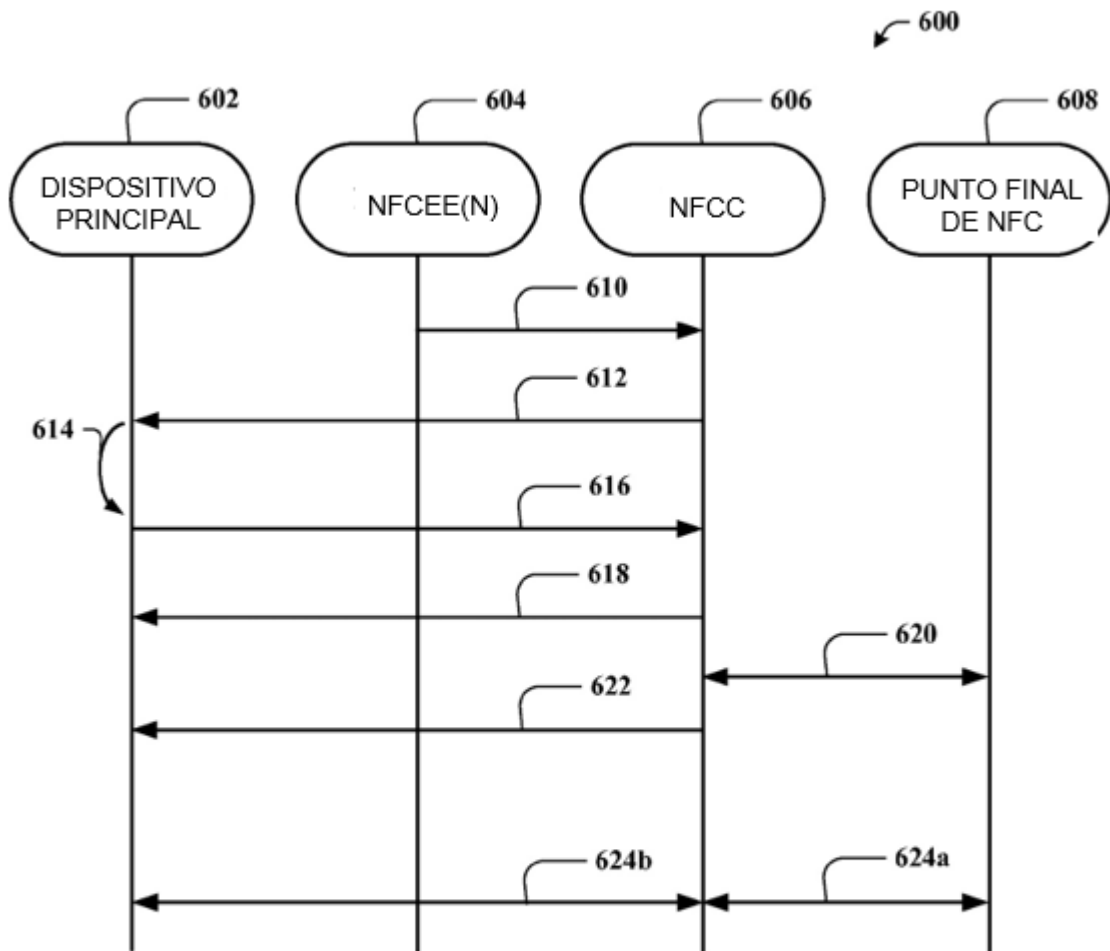 600
602
604
606
608
DISPOSITIVO
PRINCIPAL
NFCEE(N)
NFCC
PUNTO FINAL
DE NFC
610
612
614
616
618
620
622
624b
624a